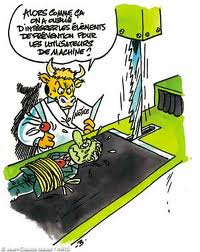 ALORS COMME ÇA
ON A OUBLIÉ
D'INTÉGRER LES ÉLÉMENTS
DE PRÉVENTION POUR
LES UTILISATEURS
DE MACHINE ?